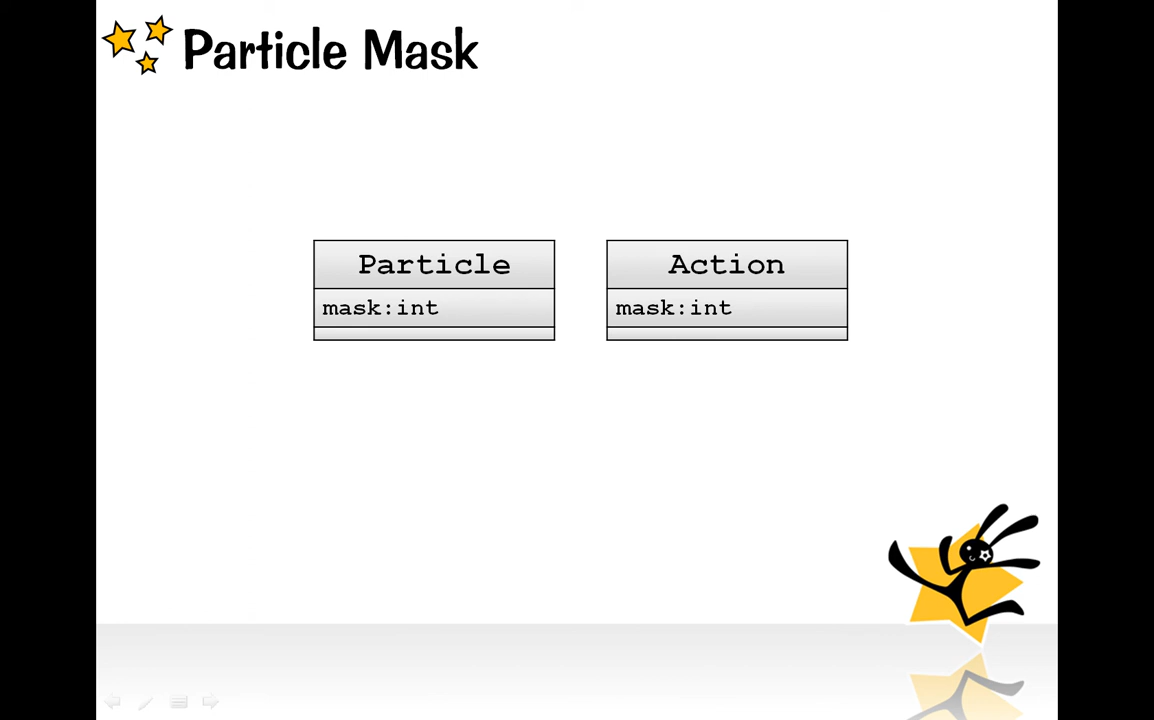 Particle Mask
Particle
mask:int
Action
mask:int